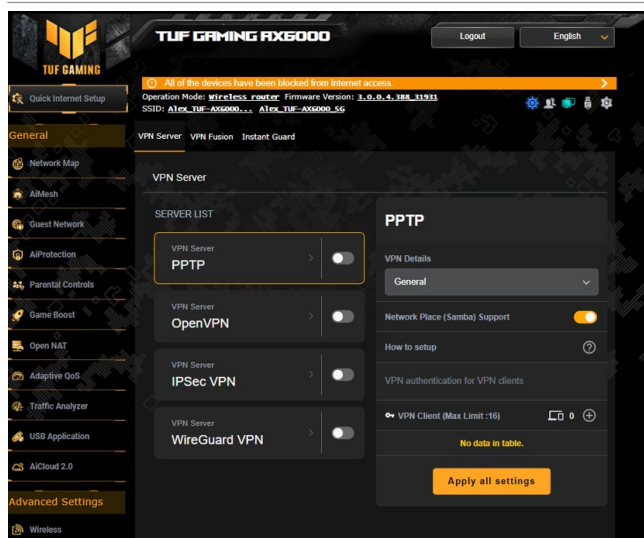 TUF GAMING
TUF GAMING AX6000
Logout
English
All of the devices have been blocked from Internet access.
Quick Internet Setup
Operation Mode: Wireless router Firmware Version: 3.0.0.4.388_31931
SSID: Alex_TUF-AX6000... Alex_TUF-AX6000_5G
General
VPN Server VPN Fusion Instant Guard
Network Map
AiMesh
Guest Network
AiProtection
Parental Controls
Game Boost
Open NAT
Adaptive QoS
Traffic Analyzer
USB Application
AiCloud 2.0
Advanced Settings
Wireless
VPN Server
SERVER LIST
VPN Server
PPTP
VPN Server
OpenVPN
VPN Server
IPSec VPN
VPN Server
WireGuard VPN
PPTP
VPN Details
General
Network Place (Samba) Support
How to setup
VPN authentication for VPN clients
VPN Client (Max Limit :16) 0
No data in table.
Apply all settings